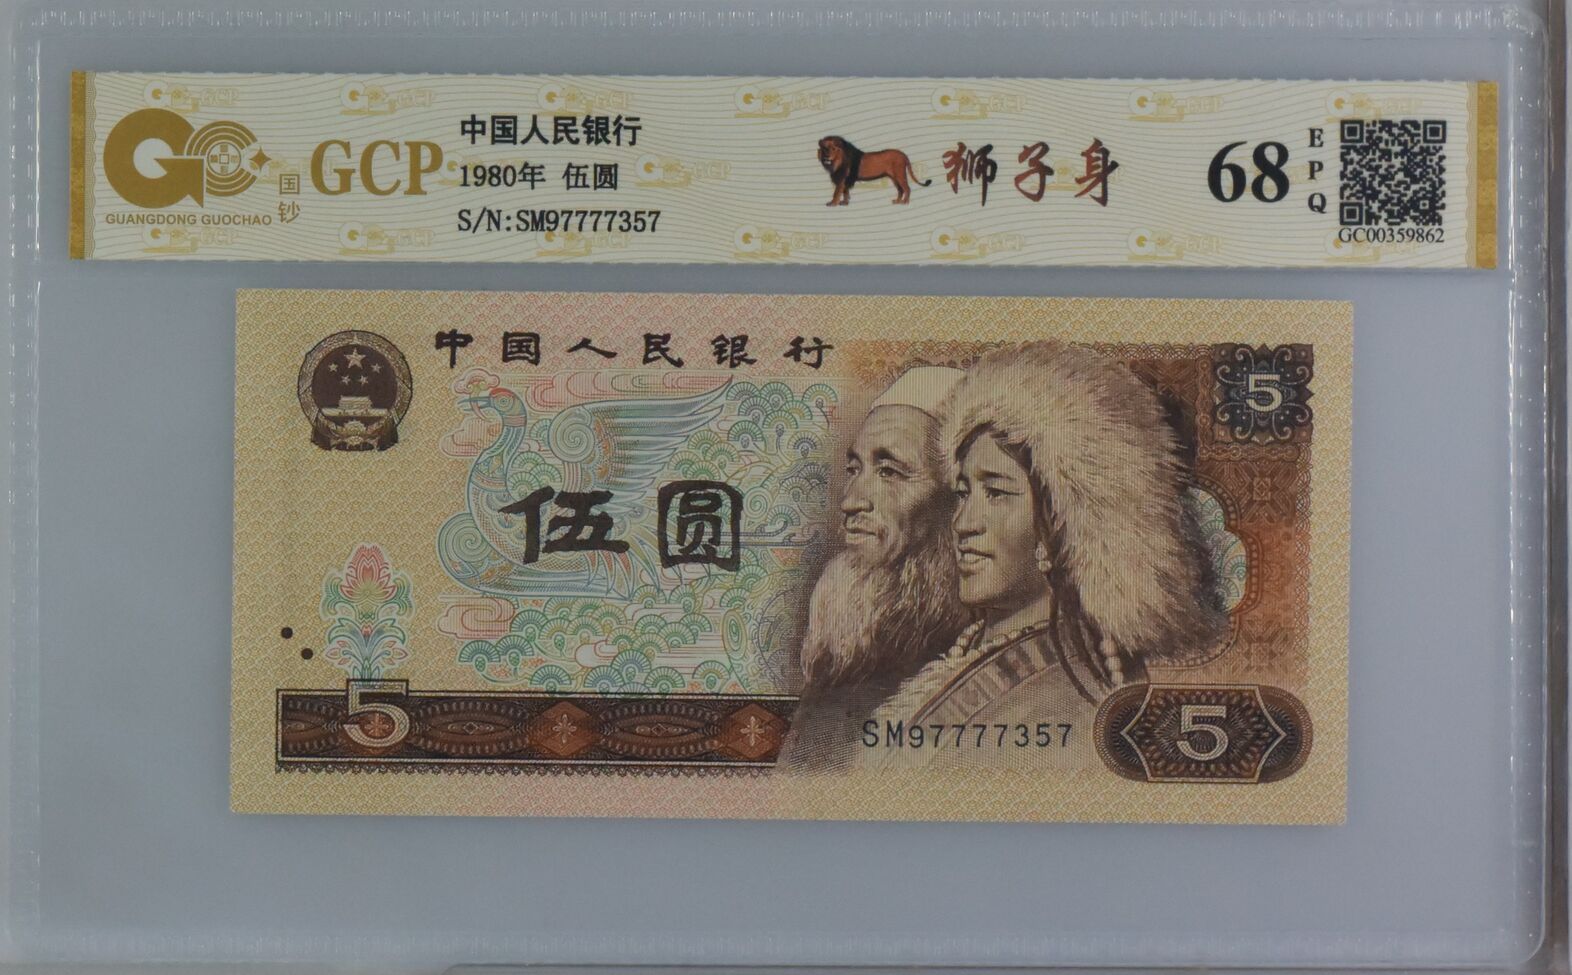 GCP
GUANGDONG GUOCHAO
国钞
中国人民银行
1980年 伍圆
S/N:SM97777357
狮子身
68
EPQ
GC00359862
中国人民银行
5
伍圆
5
SM97777357
5